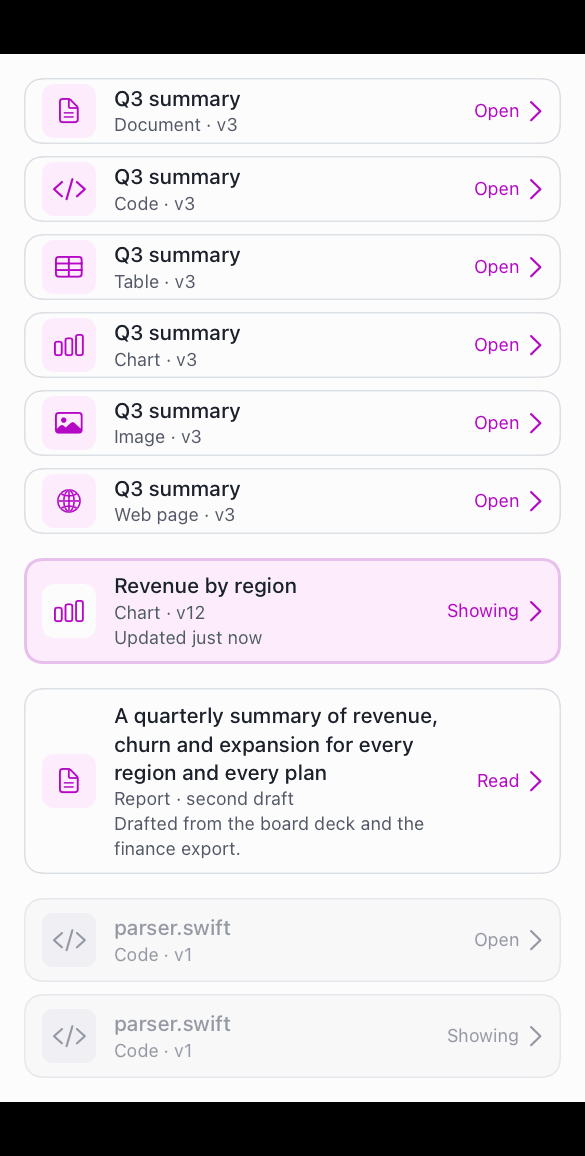 Q3 summary
Document · v3
Open
Q3 summary
Code · v3
Open
Q3 summary
Table · v3
Open
Q3 summary
Chart · v3
Open
Q3 summary
Image · v3
Open
Q3 summary
Web page · v3
Open
Revenue by region
Chart · v12
Updated just now
Showing
A quarterly summary of revenue,
churn and expansion for every
region and every plan
Report · second draft
Drafted from the board deck and the
finance export.
Read
parser.swift
Code · v1
Open
parser.swift
Code · v1
Showing